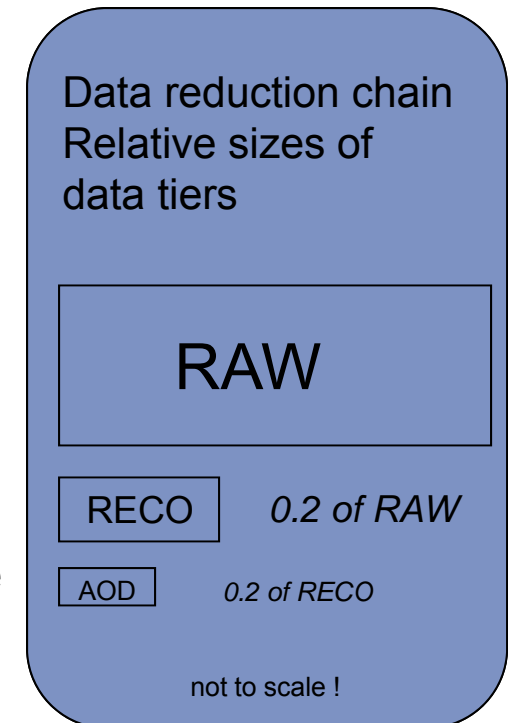 Data reduction chain
Relative sizes of
data tiers
RAW
RECO 0.2 of RAW
AOD 0.2 of RECO
not to scale !